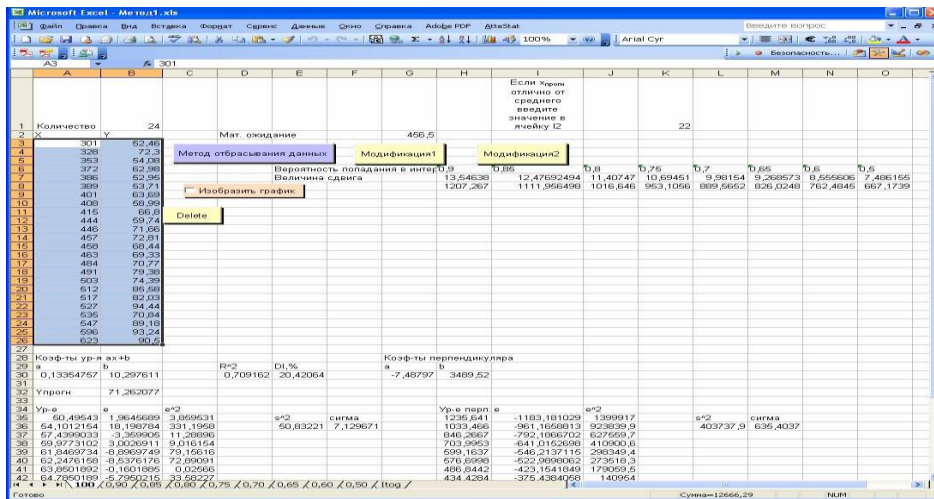 Microsoft Excel - Метод1.xls
Файл Правка Вид Вставка Формат Сервис Данные Окно Справка Adobe PDF AtteStat Введите вопрос
100% Arial Cyr
Безопасность...
A3 fx 301
A B C D E F G H I J K L M N O
Если xпрогн
отлично от
среднего
введите
значение в
ячейку I2
1 Количество 24 22
2 X Y Мат. ожидание 456,5
3 301 52,46
4 328 72,3 Метод отбрасывания данных Модификация1 Модификация2
5 353 54,08
6 372 62,98 Вероятность попадания в интер 0,9 0,85 0,8 0,75 0,7 0,65 0,6 0,5
7 386 52,95 Величина сдвига 13,54638 12,47692494 11,40747 10,69451 9,98154 9,268573 8,555606 7,486155
8 389 53,71 1207,267 1111,956498 1016,646 953,1056 889,5652 826,0248 762,4845 667,1739
9 401 63,69 Изобразить график
10 408 58,99
11 415 66,8 Delete
12 444 59,74
13 446 71,66
14 457 72,81
15 458 68,44
16 463 69,33
17 484 70,77
18 491 79,38
19 503 74,39
20 512 85,58
21 517 82,03
22 527 94,44
23 535 70,84
24 547 89,18
25 596 93,24
26 623 90,5
27
28 Коэф-ты ур-я ax+b Коэф-ты перпендикуляра
29 a b R^2 DI,% a b
30 0,13354757 10,297611 0,709162 20,42064 -7,48797 3489,52
31
32 Yпрогн 71,262077
33
34 Yр-е e e^2 Ур-е перп. e e^2
35 50,49543 1,9645689 3,859531 s^2 сигма 1235,641 -1183,181029 1399917 s^2 сигма
36 54,1012154 18,198784 331,1958 50,83221 7,129671 1033,466 -961,1658813 923839,9 403737,9 635,4037
37 57,4399033 -3,359905 11,28896 846,2667 -792,1866702 627559,7
38 59,9773102 3,0026911 9,016154 703,9953 -641,0152698 410900,6
39 61,8469734 -8,8969749 79,15616 599,1637 -546,2137115 298349,4
40 62,2476158 -8,5376176 72,89091 576,6998 -522,9898062 273518,3
41 63,8501892 -0,1601885 0,02566 486,8442 -423,1541849 179059,5
42 64,7850189 -5,7950215 33,58227 434,4284 -375,4384058 140954
100 / 0,90 / 0,85 / 0,80 / 0,75 / 0,70 / 0,65 / 0,60 / 0,50 / Itog /
Готово Сумма=12666,29 NUM